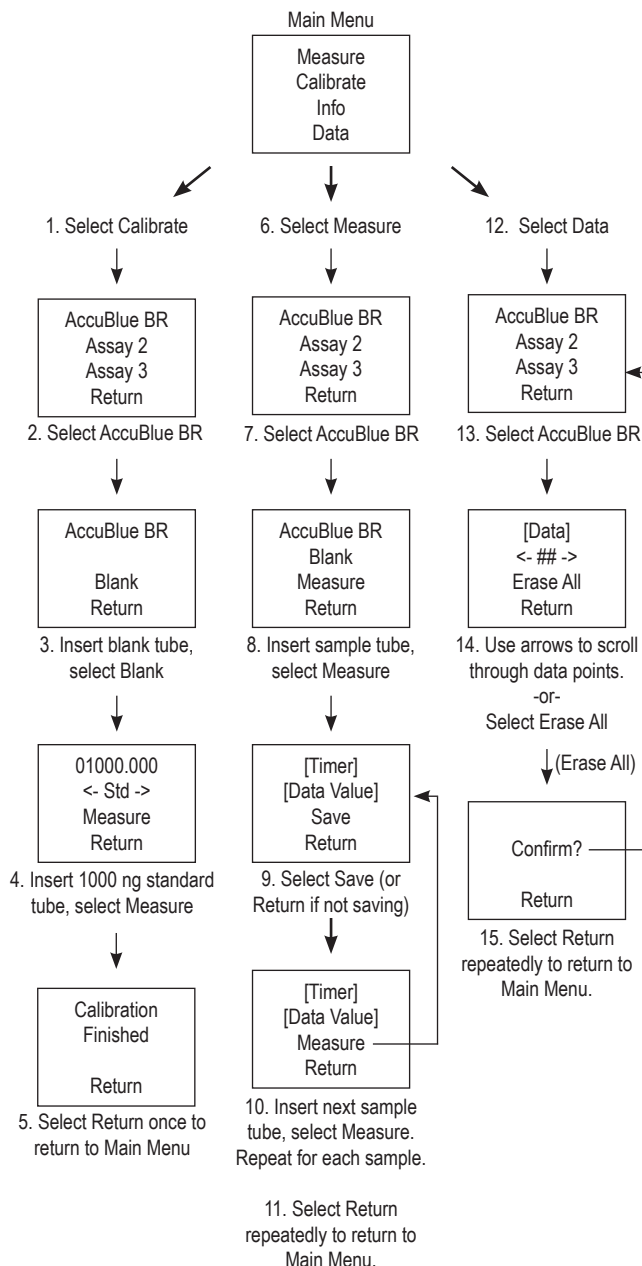 Main Menu
Measure
Calibrate
Info
Data
1. Select Calibrate
AccuBlue BR
Assay 2
Assay 3
Return
2. Select AccuBlue BR
AccuBlue BR
Blank
Return
3. Insert blank tube,
select Blank
01000.000
<- Std ->
Measure
Return
4. Insert 1000 ng standard
tube, select Measure
Calibration
Finished
Return
5. Select Return once to
return to Main Menu
6. Select Measure
AccuBlue BR
Assay 2
Assay 3
Return
7. Select AccuBlue BR
AccuBlue BR
Blank
Measure
Return
8. Insert sample tube,
select Measure
[Timer]
[Data Value]
Save
Return
9. Select Save (or
Return if not saving)
[Timer]
[Data Value]
Measure
Return
10. Insert next sample
tube, select Measure.
Repeat for each sample.
11. Select Return
repeatedly to return to
Main Menu.
12. Select Data
AccuBlue BR
Assay 2
Assay 3
Return
13. Select AccuBlue BR
[Data]
<- ## ->
Erase All
Return
14. Use arrows to scroll
through data points.
-or-
Select Erase All
(Erase All)
Confirm?
Return
15. Select Return
repeatedly to return to
Main Menu.